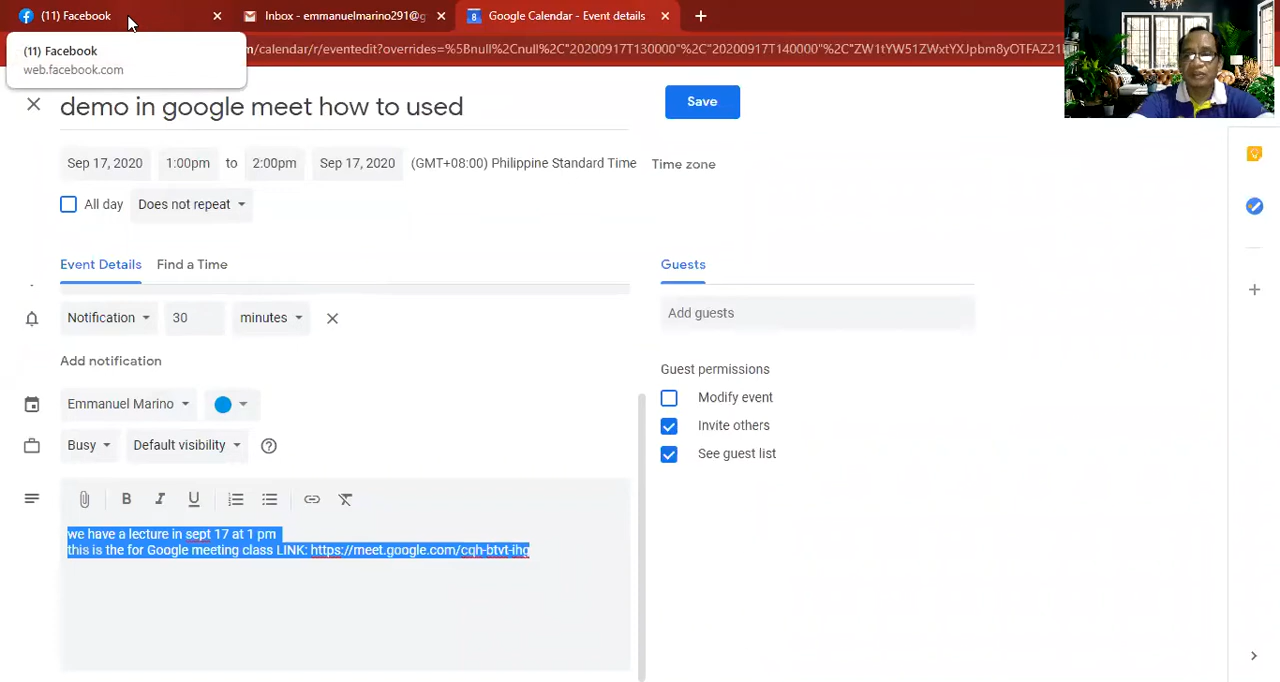 (11) Facebook
Inbox - emmanuelmarino291@g
Google Calendar - Event details
(11) Facebook
web.facebook.com
m/calendar/r/eventedit?overrides=%5Bnull%2Cnull%2C"20200917T130000"%2C"20200917T140000"%2C"ZW1tYW51ZWxtYXJpbm8yOTFAZ21
demo in google meet how to used
Save
Sep 17, 2020 1:00pm to 2:00pm Sep 17, 2020 (GMT+08:00) Philippine Standard Time Time zone
All day Does not repeat
Event Details Find a Time
Guests
Notification 30 minutes
Add guests
Add notification
Guest permissions
Modify event
Emmanuel Marino
Invite others
Busy Default visibility
See guest list
B I U
we have a lecture in sept 17 at 1 pm
this is the for Google meeting class LINK: https://meet.google.com/cqh-btvt-ihg